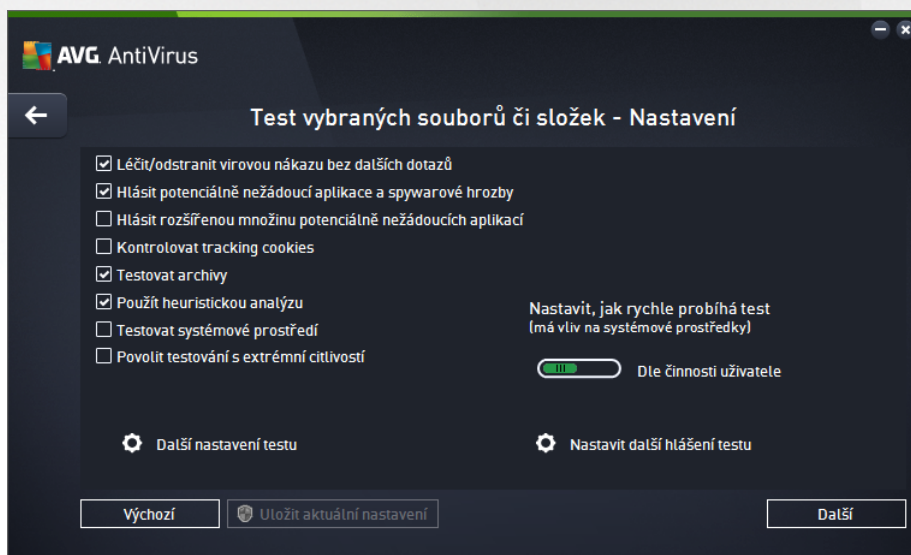 AVG AntiVirus
Test vybraných souborů či složek - Nastavení
Léčit/odstranit virovou nákazu bez dalších dotazů
Hlásit potenciálně nežádoucí aplikace a spywarové hrozby
Hlásit rozšířenou množinu potenciálně nežádoucích aplikací
Kontrolovat tracking cookies
Testovat archivy
Použít heuristickou analýzu
Testovat systémové prostředí
Povolit testování s extrémní citlivostí
Nastavit, jak rychle probíhá test
(má vliv na systémové prostředky)
Dle činnosti uživatele
Další nastavení testu
Nastavit další hlášení testu
Výchozí
Uložit aktuální nastavení
Další